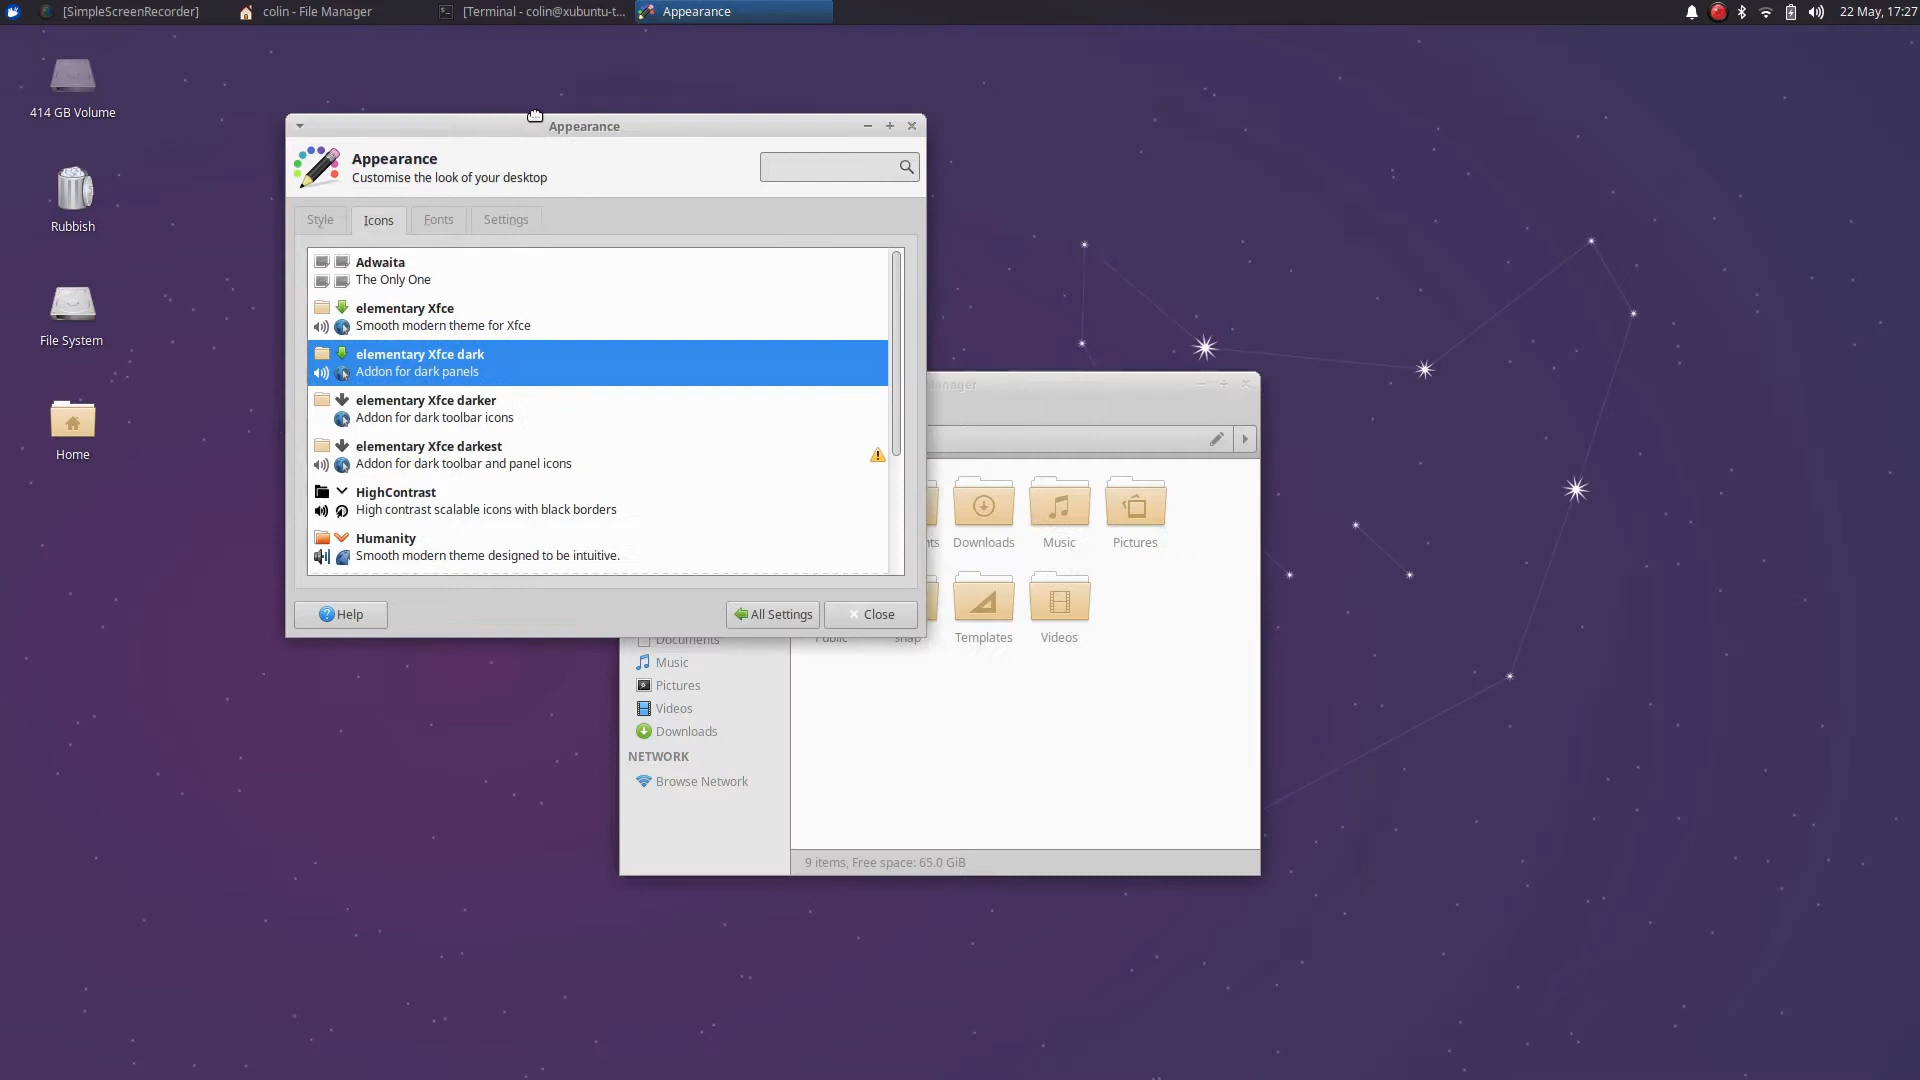 [SimpleScreenRecorder]
colin - File Manager
[Terminal - colin@xubuntu-t...
Appearance
22 May, 17:27
414 GB Volume
Rubbish
File System
Home
Appearance
Appearance
Customise the look of your desktop
Style
Icons
Fonts
Settings
Adwaita
The Only One
elementary Xfce
Smooth modern theme for Xfce
elementary Xfce dark
Addon for dark panels
elementary Xfce darker
Addon for dark toolbar icons
elementary Xfce darkest
Addon for dark toolbar and panel icons
HighContrast
High contrast scalable icons with black borders
Humanity
Smooth modern theme designed to be intuitive.
Help
All Settings
Close
Manager
nts
Downloads
Music
Pictures
Public
snap
Templates
Videos
Documents
Music
Pictures
Videos
Downloads
NETWORK
Browse Network
9 items, Free space: 65.0 GiB